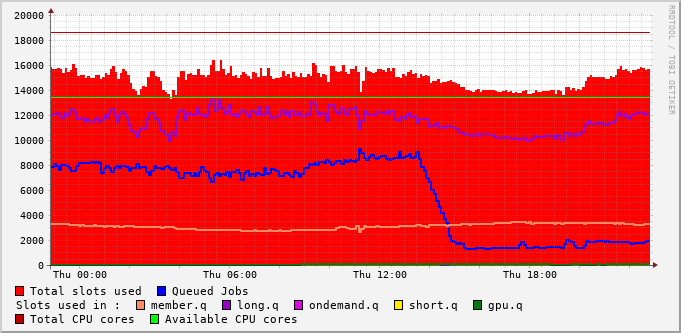 20000
18000
16000
14000
12000
10000
8000
6000
4000
2000
0
Thu 00:00 Thu 06:00 Thu 12:00 Thu 18:00
Total slots used Queued Jobs
Slots used in : member.q long.q ondemand.q short.q gpu.q
Total CPU cores Available CPU cores
RRDTOOL / TOBI OETIKER